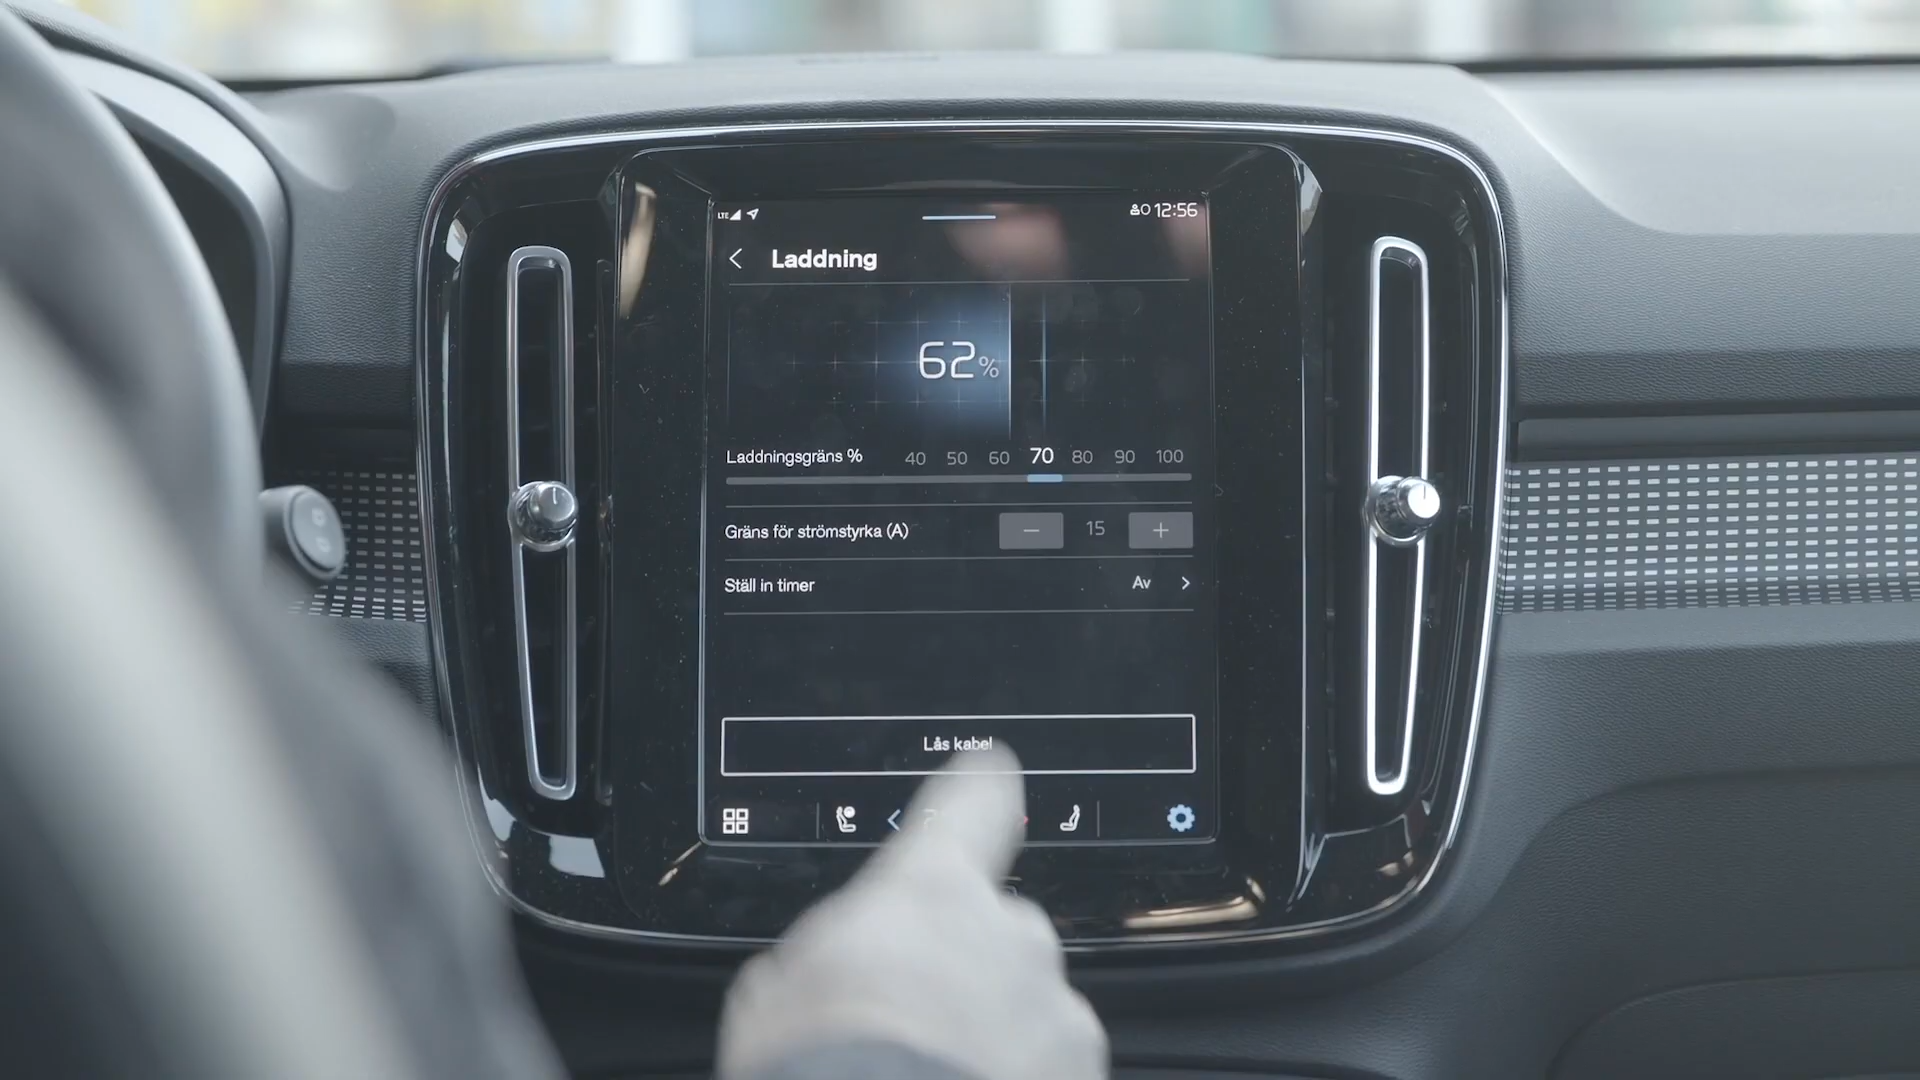 LTE 12:56
Laddning
62%
Laddningsgräns % 40 50 60 70 80 90 100
Gräns för strömstyrka (A) − 15 +
Ställ in timer Av
Lås kabel